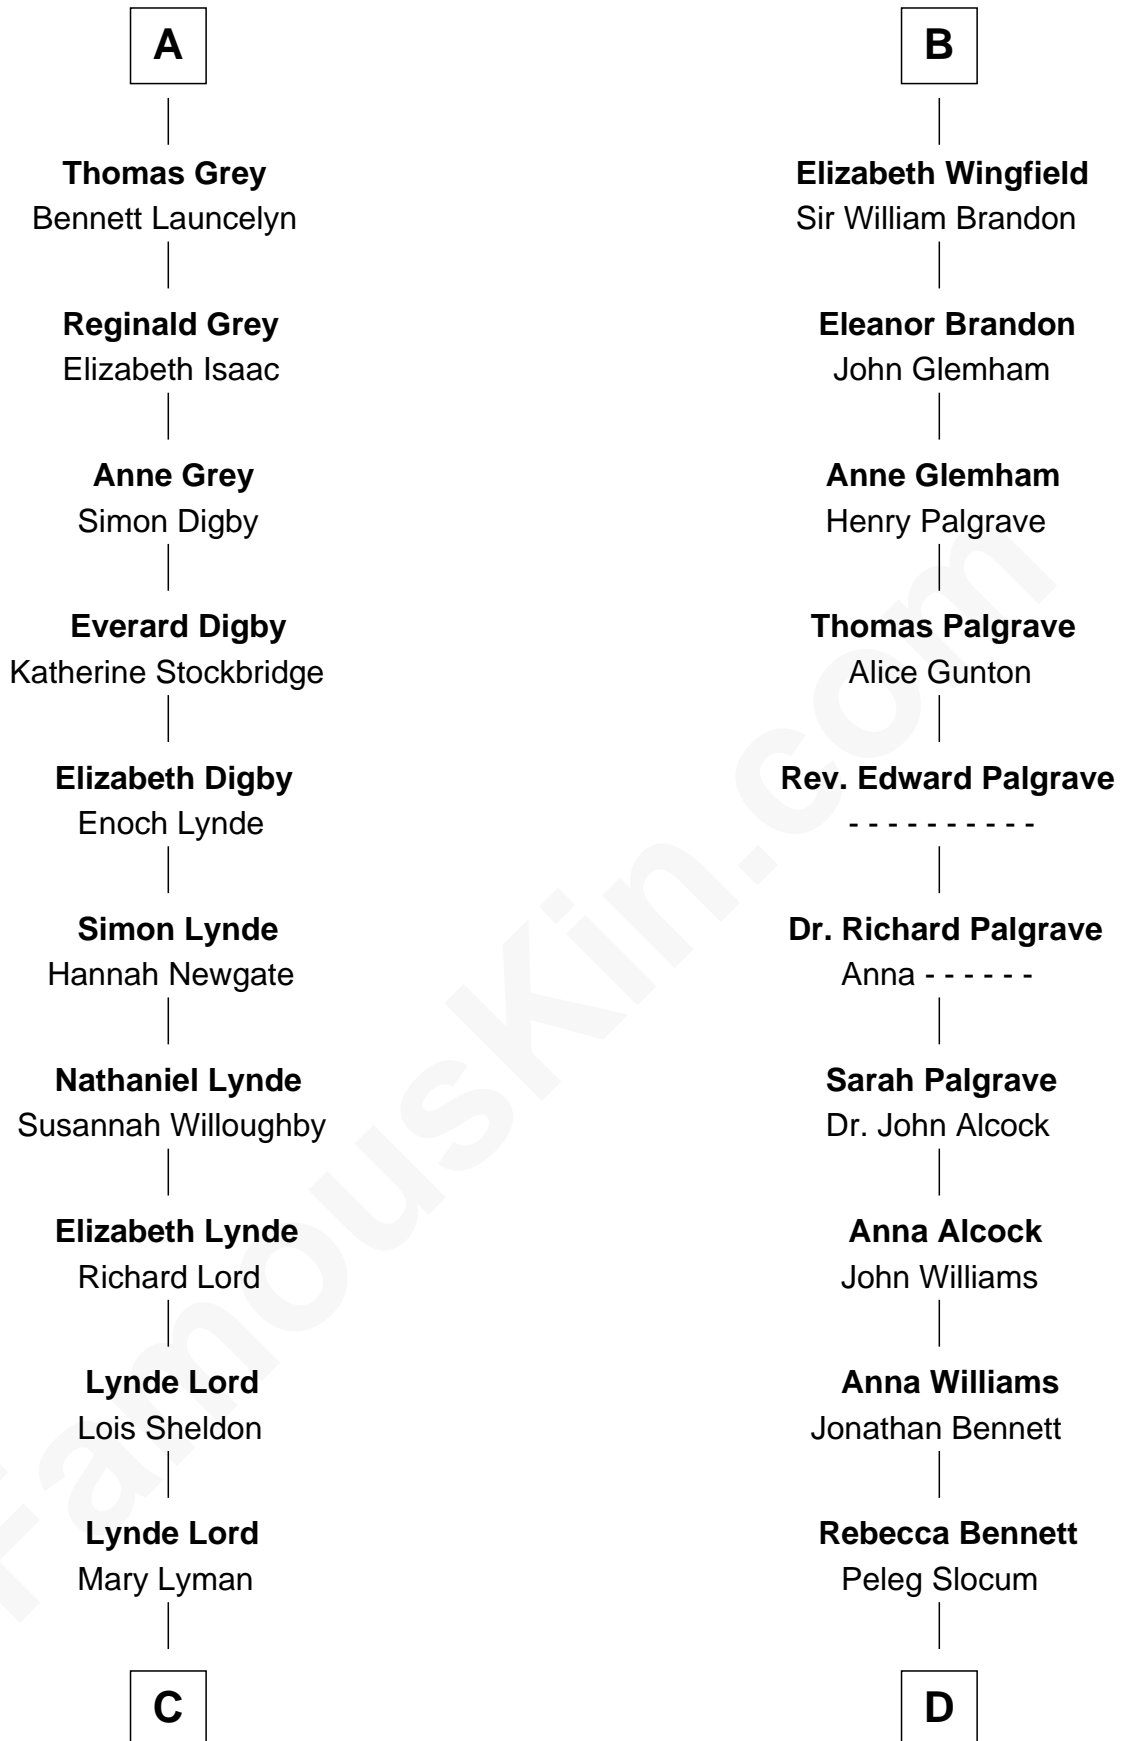 A
Thomas Grey
Bennett Launcelyn
Reginald Grey
Elizabeth Isaac
Anne Grey
Simon Digby
Everard Digby
Katherine Stockbridge
Elizabeth Digby
Enoch Lynde
Simon Lynde
Hannah Newgate
Nathaniel Lynde
Susannah Willoughby
Elizabeth Lynde
Richard Lord
Lynde Lord
Lois Sheldon
Lynde Lord
Mary Lyman
C
B
Elizabeth Wingfield
Sir William Brandon
Eleanor Brandon
John Glemham
Anne Glemham
Henry Palgrave
Thomas Palgrave
Alice Gunton
Rev. Edward Palgrave
- - - - - - - - - -
Dr. Richard Palgrave
Anna - - - - - -
Sarah Palgrave
Dr. John Alcock
Anna Alcock
John Williams
Anna Williams
Jonathan Bennett
Rebecca Bennett
Peleg Slocum
D
FamousKin.com